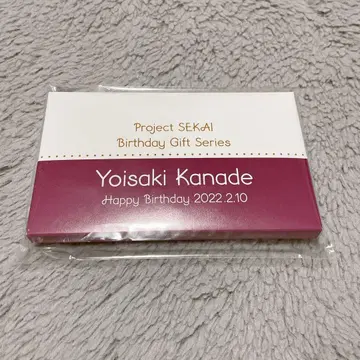 Project SEKAI
Birthday Gift Series
Yoisaki Kanade
Happy Birthday 2022.2.10